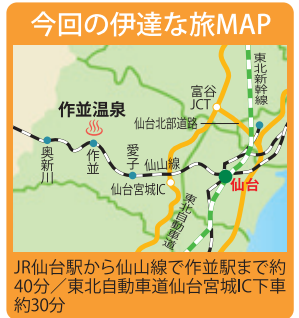 今回の伊達な旅MAP
東北新幹線
富谷
JCT
作並温泉
仙台北部道路
奥新川
作並
愛子
仙山線
仙台宮城IC
仙台
東北自動車道
JR仙台駅から仙山線で作並駅まで約
40分／東北自動車道仙台宮城IC下車
約30分